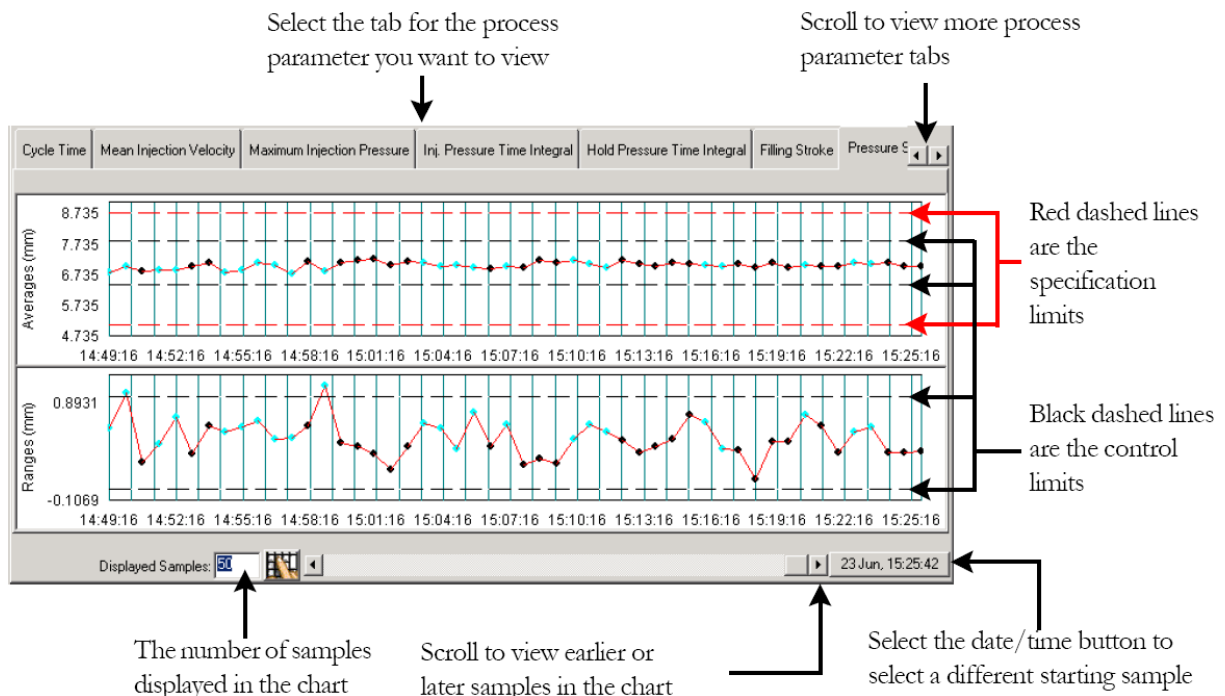 Select the tab for the process
parameter you want to view
Scroll to view more process
parameter tabs
Cycle Time
Mean Injection Velocity
Maximum Injection Pressure
Inj. Pressure Time Integral
Hold Pressure Time Integral
Filling Stroke
Pressure S
Averages (mm)
8.735
7.735
6.735
5.735
4.735
14:49:16 14:52:16 14:55:16 14:58:16 15:01:16 15:04:16 15:07:16 15:10:16 15:13:16 15:16:16 15:19:16 15:22:16 15:25:16
Red dashed lines
are the
specification
limits
Ranges (mm)
0.8931
-0.1069
14:49:16 14:52:16 14:55:16 14:58:16 15:01:16 15:04:16 15:07:16 15:10:16 15:13:16 15:16:16 15:19:16 15:22:16 15:25:16
Black dashed lines
are the control
limits
Displayed Samples: 50
23 Jun, 15:25:42
The number of samples
displayed in the chart
Scroll to view earlier or
later samples in the chart
Select the date/time button to
select a different starting sample